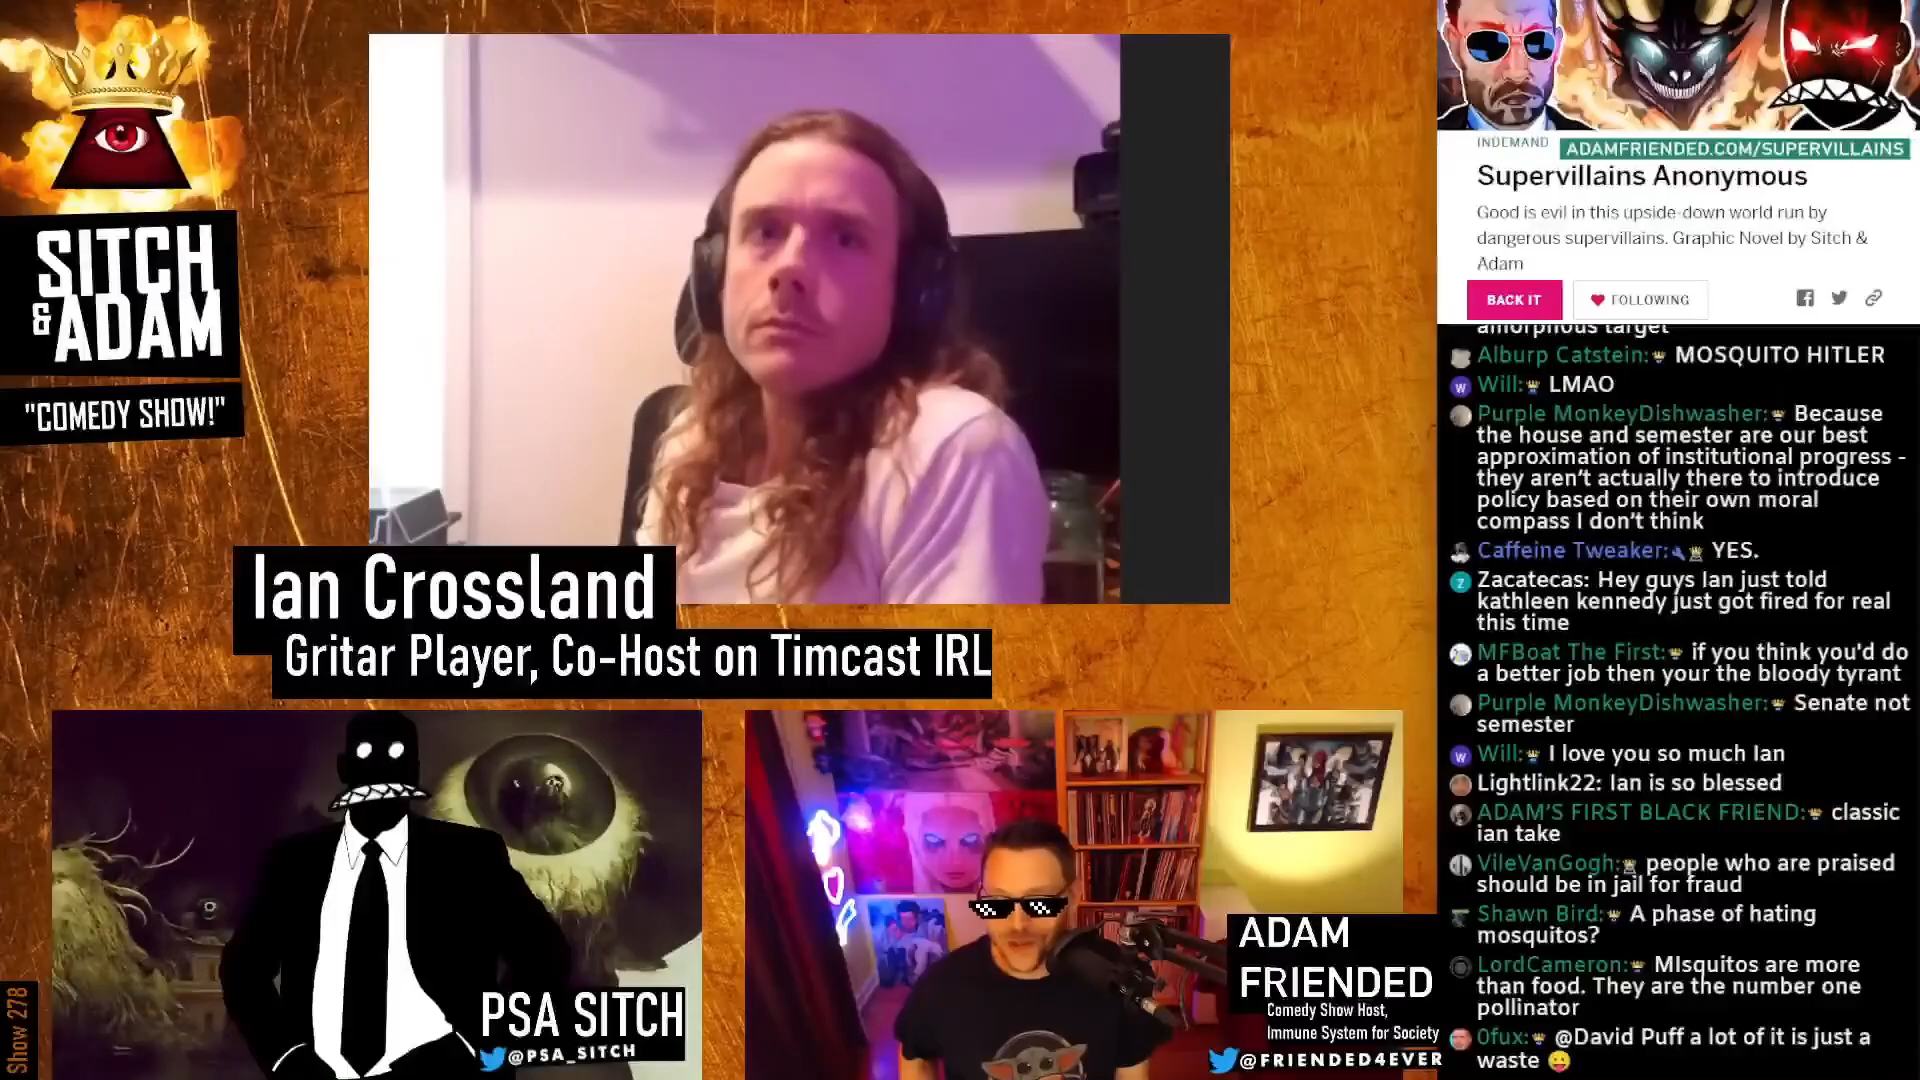 SITCH
& ADAM
"COMEDY SHOW!"
Ian Crossland
Gritar Player, Co-Host on Timcast IRL
PSA SITCH
@PSA_SITCH
ADAM
FRIENDED
Comedy Show Host,
Immune System for Society
@FRIENDED4EVER
Show 278
INDEMAND
ADAMFRIENDED.COM/SUPERVILLAINS
Supervillains Anonymous
Good is evil in this upside-down world run by
dangerous supervillains. Graphic Novel by Sitch &
Adam
BACK IT
FOLLOWING
amorphous target
Alburp Catstein: MOSQUITO HITLER
W Will: LMAO
Purple MonkeyDishwasher: Because
the house and semester are our best
approximation of institutional progress -
they aren't actually there to introduce
policy based on their own moral
compass I don't think
Caffeine Tweaker: YES.
Z Zacatecas: Hey guys Ian just told
kathleen kennedy just got fired for real
this time
MFBoat The First: if you think you'd do
a better job then your the bloody tyrant
Purple MonkeyDishwasher: Senate not
semester
W Will: I love you so much Ian
Lightlink22: Ian is so blessed
ADAM'S FIRST BLACK FRIEND: classic
ian take
VileVanGogh: people who are praised
should be in jail for fraud
Shawn Bird: A phase of hating
mosquitos?
LordCameron: MIsquitos are more
than food. They are the number one
pollinator
0fux: @David Puff a lot of it is just a
waste 😛